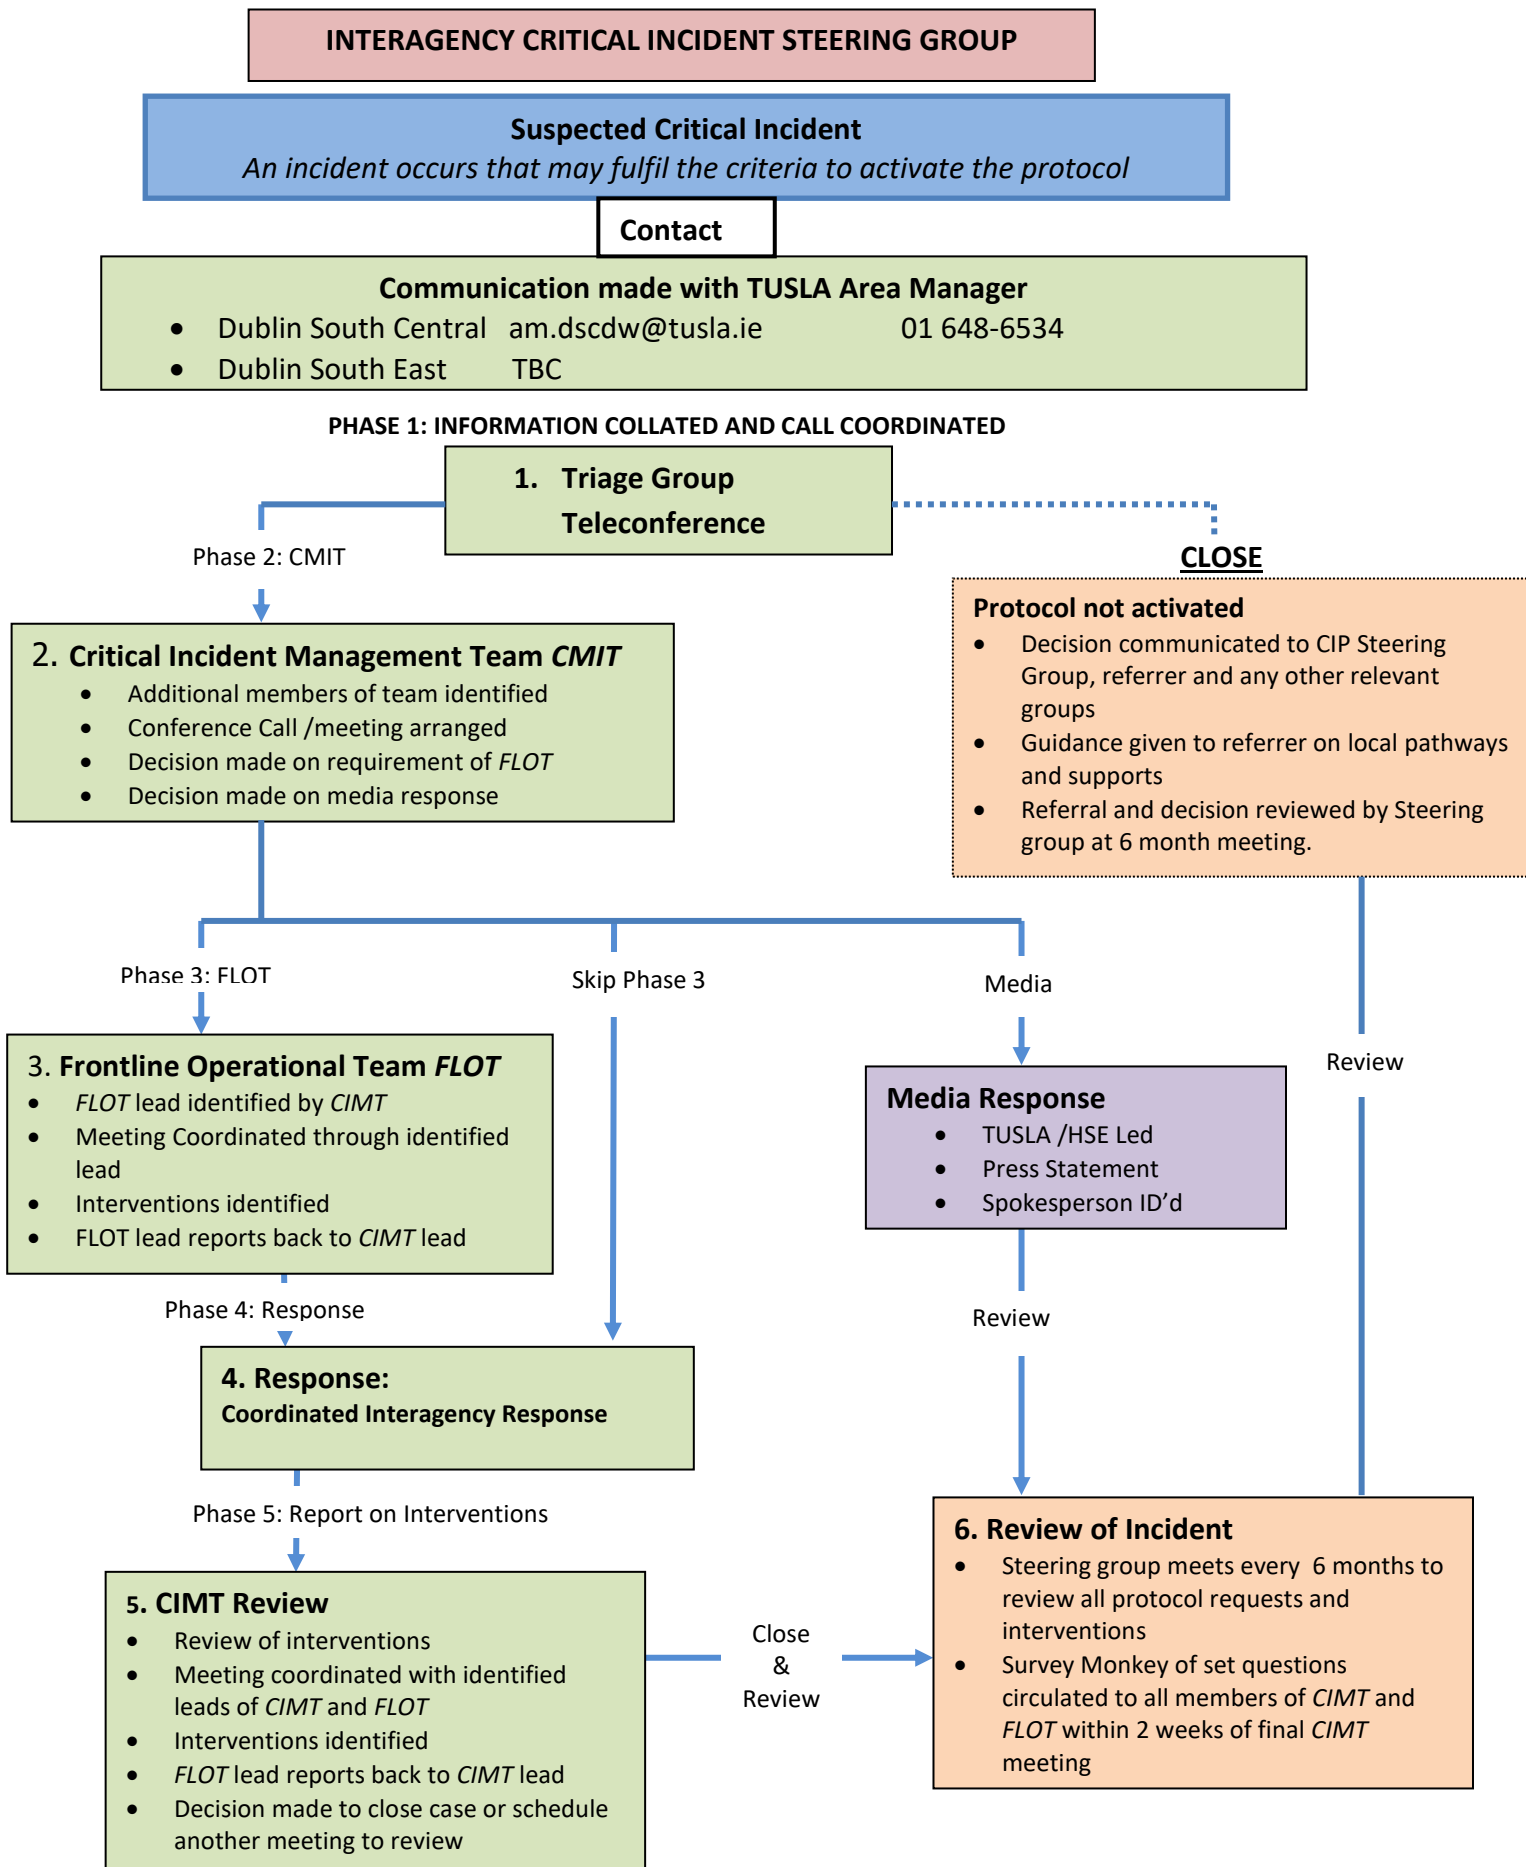 INTERAGENCY CRITICAL INCIDENT STEERING GROUP
Suspected Critical Incident
An incident occurs that may fulfil the criteria to activate the protocol
Contact
Communication made with TUSLA Area Manager
• Dublin South Central am.dscdw@tusla.ie 01 648-6534
• Dublin South East TBC
PHASE 1: INFORMATION COLLATED AND CALL COORDINATED
1. Triage Group
Teleconference
Phase 2: CMIT
2. Critical Incident Management Team CMIT
• Additional members of team identified
• Conference Call /meeting arranged
• Decision made on requirement of FLOT
• Decision made on media response
CLOSE
Protocol not activated
• Decision communicated to CIP Steering
Group, referrer and any other relevant
groups
• Guidance given to referrer on local pathways
and supports
• Referral and decision reviewed by Steering
group at 6 month meeting.
Phase 3: FLOT
Skip Phase 3
Media
Review
3. Frontline Operational Team FLOT
• FLOT lead identified by CIMT
• Meeting Coordinated through identified
lead
• Interventions identified
• FLOT lead reports back to CIMT lead
Media Response
• TUSLA /HSE Led
• Press Statement
• Spokesperson ID’d
Phase 4: Response
Review
4. Response:
Coordinated Interagency Response
Phase 5: Report on Interventions
5. CIMT Review
• Review of interventions
• Meeting coordinated with identified
leads of CIMT and FLOT
• Interventions identified
• FLOT lead reports back to CIMT lead
• Decision made to close case or schedule
another meeting to review
Close
&
Review
6. Review of Incident
• Steering group meets every 6 months to
review all protocol requests and
interventions
• Survey Monkey of set questions
circulated to all members of CIMT and
FLOT within 2 weeks of final CIMT
meeting